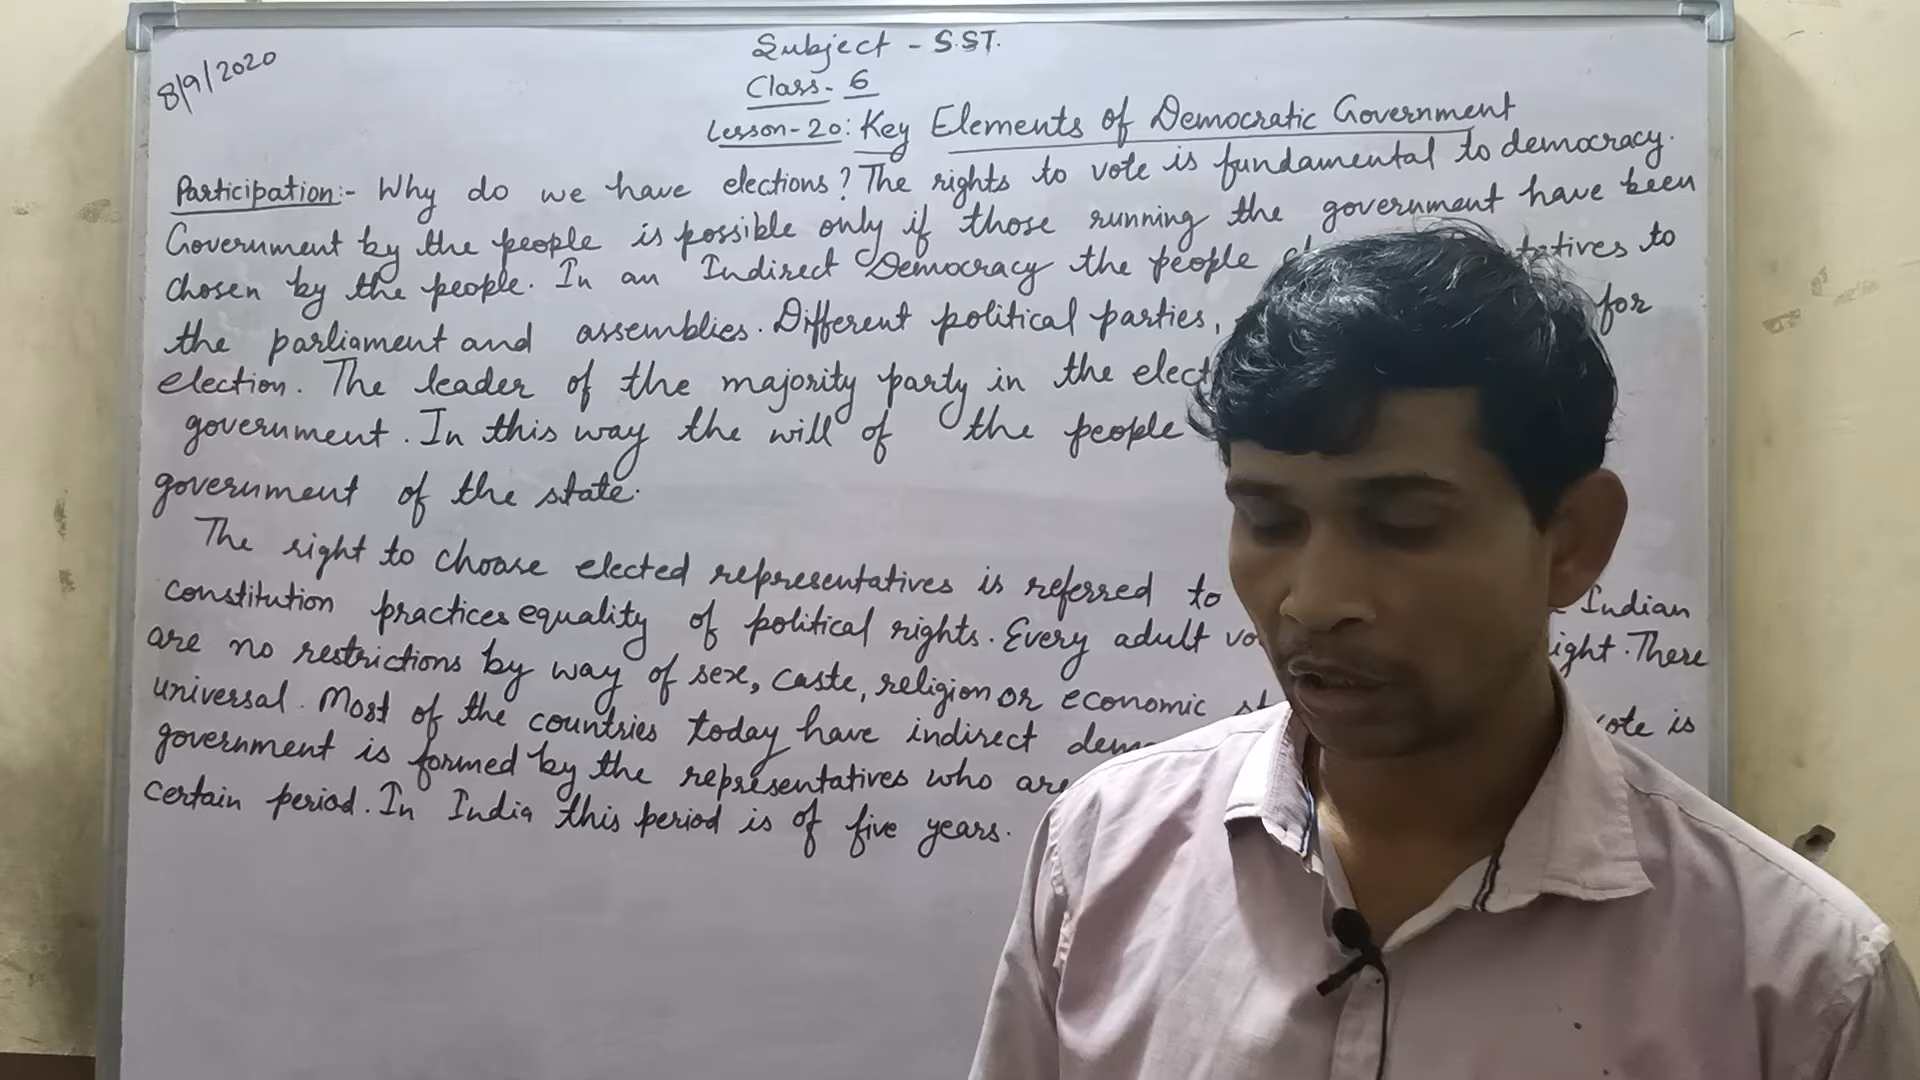 8/9/2020
Subject - S.ST.
Class- 6
Lesson-20: Key Elements of Democratic Government
Participation:- Why do we have elections? The rights to vote is fundamental to democracy.
Government by the people is possible only if those running the government have been
chosen by the people. In an Indirect Democracy the people to
the parliament and assemblies. Different political parties, for
election. The leader of the majority party in the
government. In this way the will of the people
government of the state.
The right to choose elected representatives is referred to Indian
constitution practices equality of political rights. Every adult There
are no restrictions by way of sex, caste, religion or economic is
universal. Most of the countries today have indirect
government is formed by the representatives who are
certain period. In India this period is of five years.